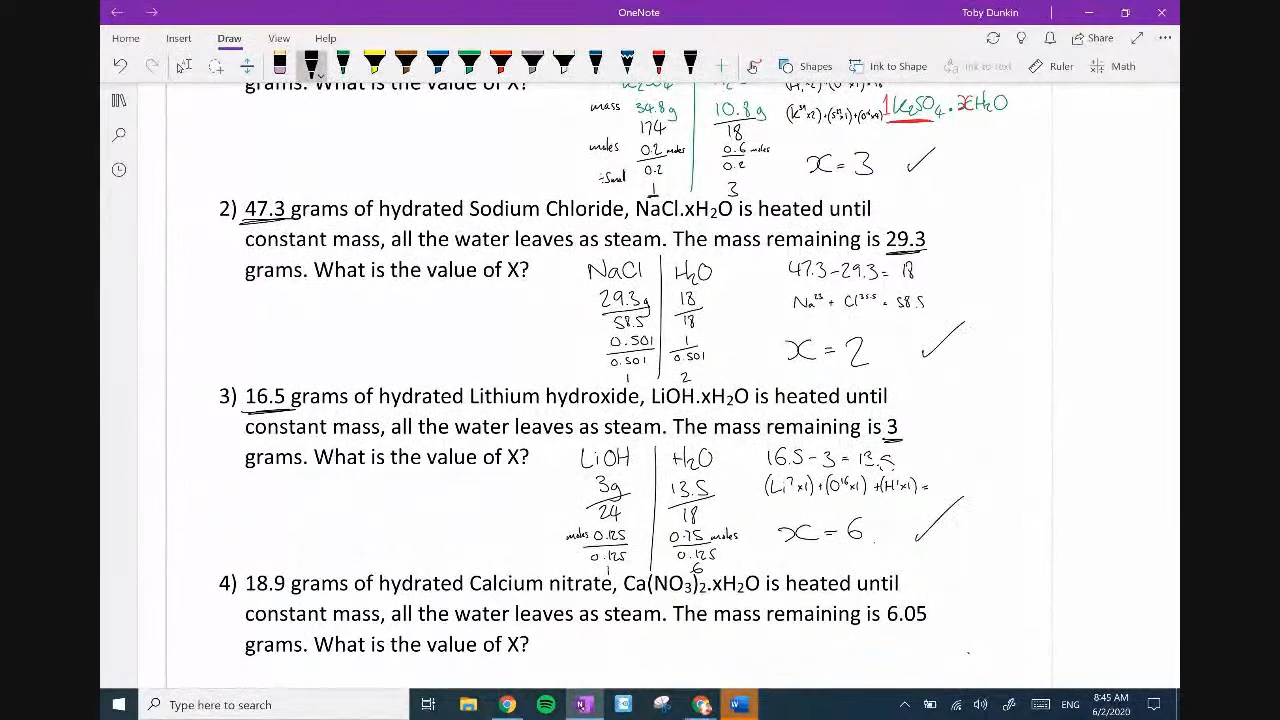 OneNote
Toby Dunkin
Home Insert Draw View Help
Share
Shapes Ink to Shape Ink to Text Ruler Math
grams. What is the value of X?
mass 34.8g 10.8g 1K₂SO₄.xH₂O
174 18
moles 0.2 moles 0.6 moles
0.2 0.2
÷Small
1 3
x = 3
2) 47.3 grams of hydrated Sodium Chloride, NaCl.xH₂O is heated until
constant mass, all the water leaves as steam. The mass remaining is 29.3
grams. What is the value of X?
NaCl H₂O 47.3-29.3= 18
29.3g 18 Na²³ + Cl³⁵·⁵ = 58.5
58.5 18
0.501 1
0.501 0.501
1 2
x = 2
3) 16.5 grams of hydrated Lithium hydroxide, LiOH.xH₂O is heated until
constant mass, all the water leaves as steam. The mass remaining is 3
grams. What is the value of X?
LiOH H₂O 16.5-3=13.5
3g 13.5 (Li⁷x1)+(O¹⁶x1)+(H¹x1)=
24 18
moles 0.125 0.75 moles
0.125 0.125
1 6
x = 6
4) 18.9 grams of hydrated Calcium nitrate, Ca(NO₃)₂.xH₂O is heated until
constant mass, all the water leaves as steam. The mass remaining is 6.05
grams. What is the value of X?
Type here to search
ENG
8:45 AM
6/2/2020